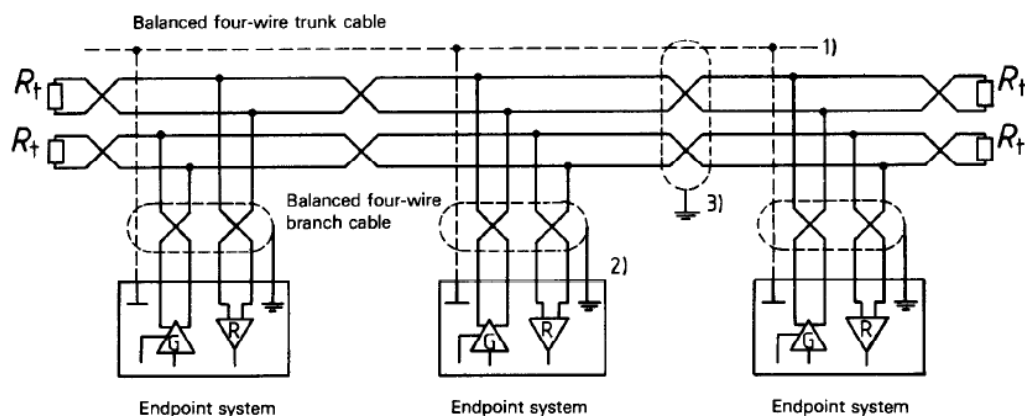 Balanced four-wire trunk cable
1)
Rt
Rt
Rt
Rt
Balanced four-wire
branch cable
3)
2)
G
R
G
R
G
R
Endpoint system
Endpoint system
Endpoint system